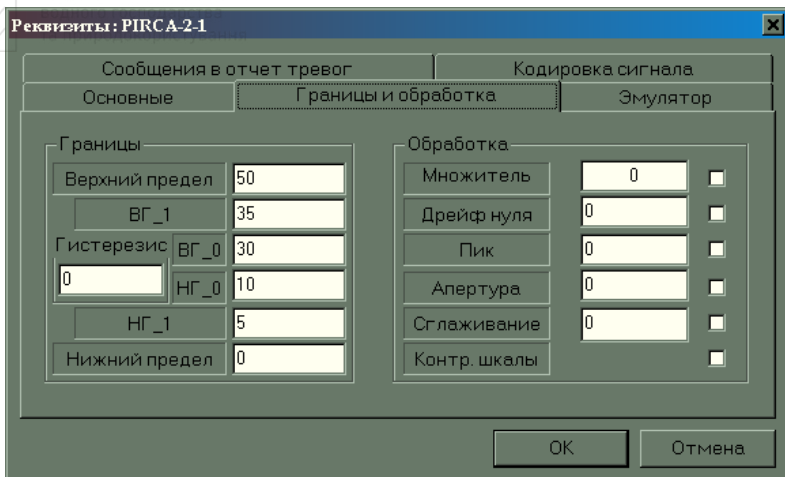 Реквизиты: PIRCA-2-1
Сообщения в отчет тревог
Кодировка сигнала
Основные
Границы и обработка
Эмулятор
Границы
Верхний предел 50
ВГ_1 35
Гистерезис ВГ_0 30
0 НГ_0 10
НГ_1 5
Нижний предел 0
Обработка
Множитель 0
Дрейф нуля 0
Пик 0
Апертура 0
Сглаживание 0
Контр. шкалы
OK
Отмена